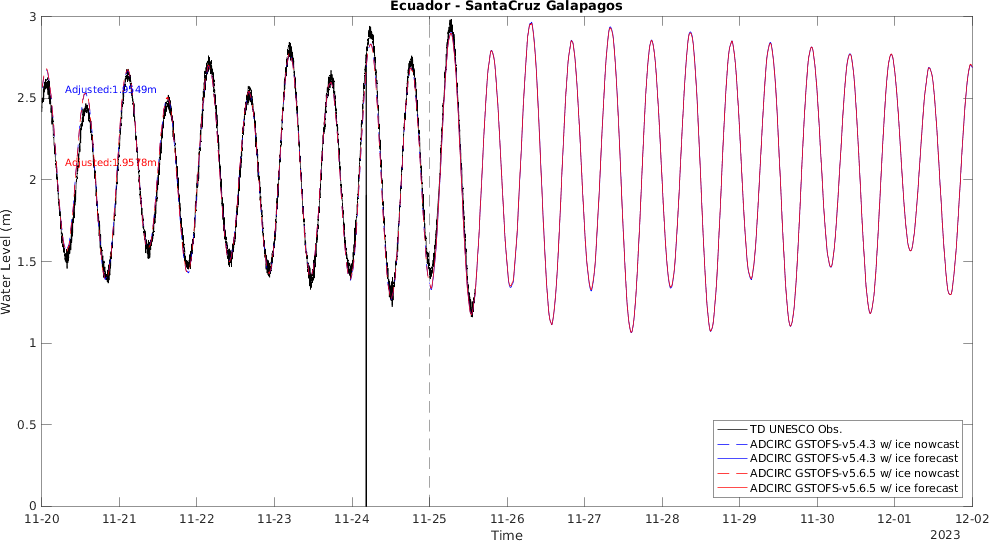 Ecuador - SantaCruz Galapagos
Water Level (m)
3
2.5
2
1.5
1
0.5
0
Adjusted:1.9549m
Adjusted:1.9578m
TD UNESCO Obs.
ADCIRC GSTOFS-v5.4.3 w/ ice nowcast
ADCIRC GSTOFS-v5.4.3 w/ ice forecast
ADCIRC GSTOFS-v5.6.5 w/ ice nowcast
ADCIRC GSTOFS-v5.6.5 w/ ice forecast
11-20 11-21 11-22 11-23 11-24 11-25 11-26 11-27 11-28 11-29 11-30 12-01 12-02
Time
2023